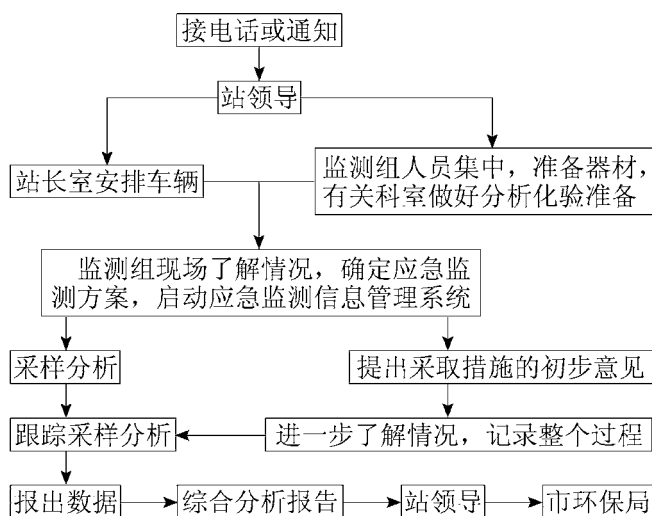 接电话或通知
站领导
站长室安排车辆
监测组人员集中，准备器材，
有关科室做好分析化验准备
监测组现场了解情况，确定应急监
测方案，启动应急监测信息管理系统
采样分析
提出采取措施的初步意见
跟踪采样分析
进一步了解情况，记录整个过程
报出数据
综合分析报告
站领导
市环保局